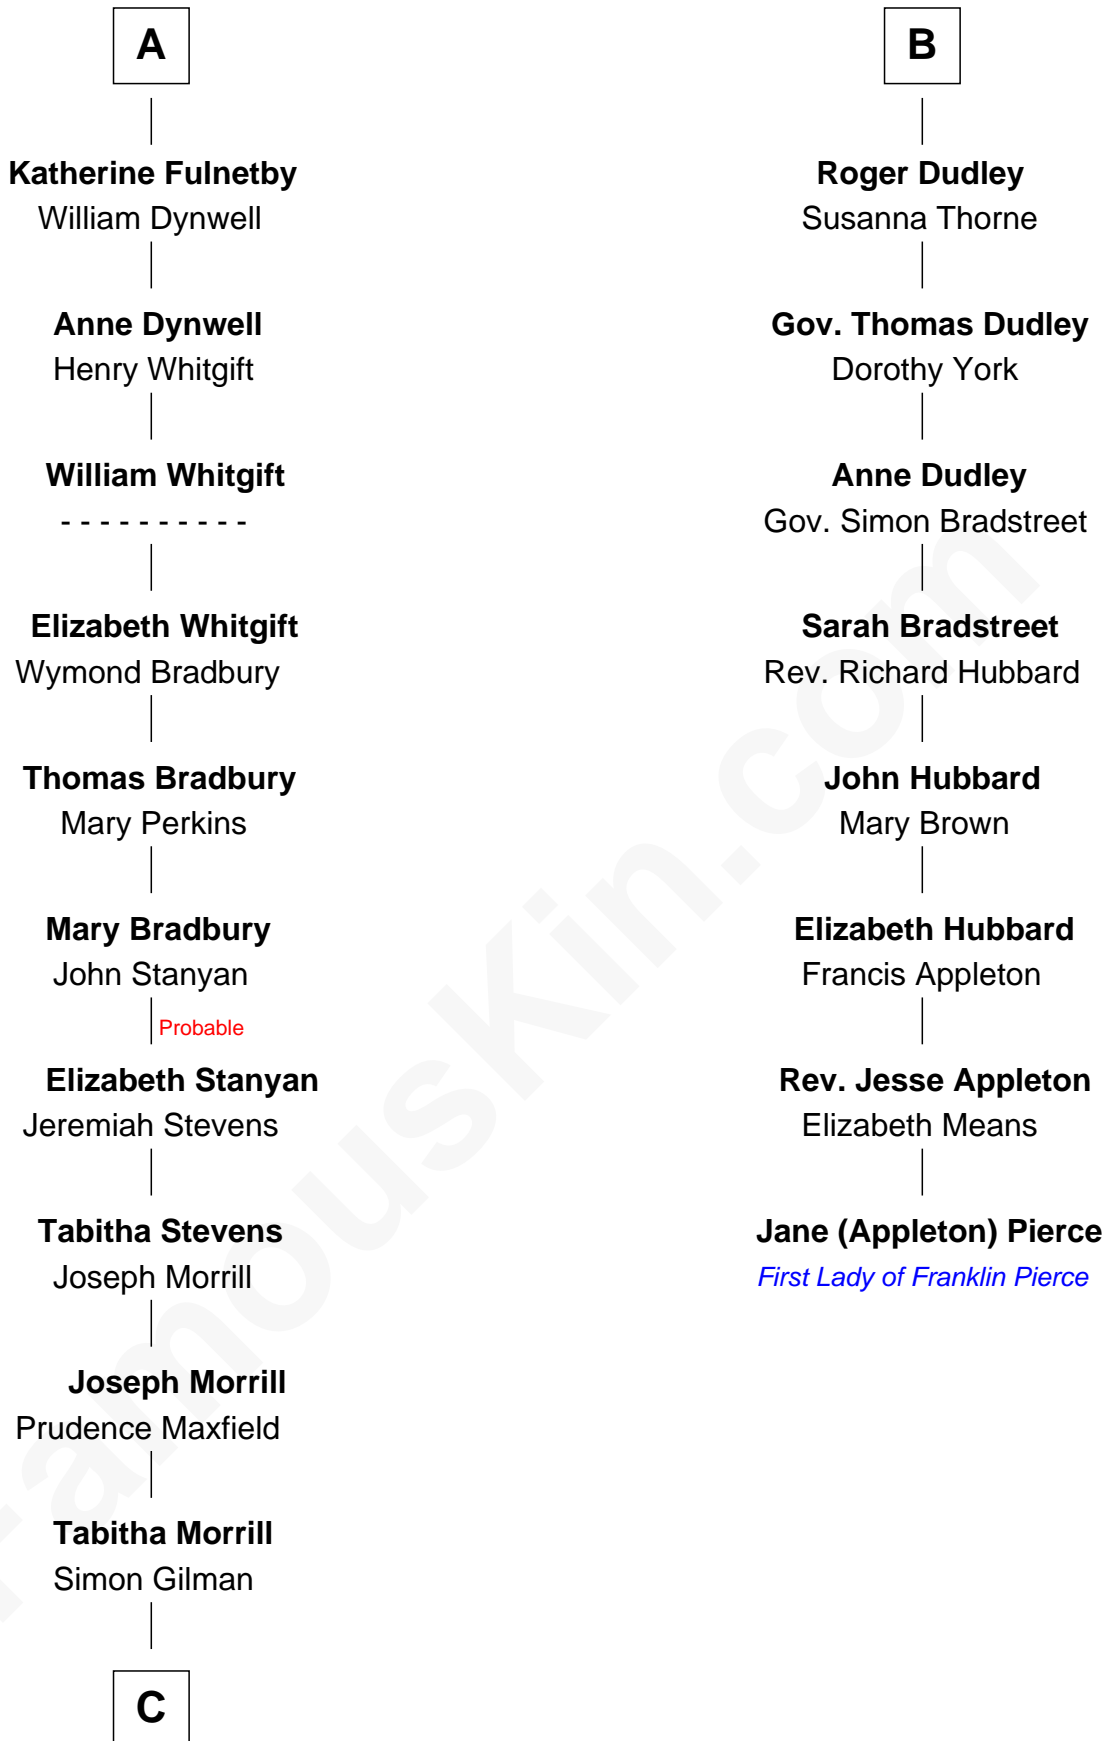 A
Katherine Fulnetby
William Dynwell
Anne Dynwell
Henry Whitgift
William Whitgift
- - - - - - - - - -
Elizabeth Whitgift
Wymond Bradbury
Thomas Bradbury
Mary Perkins
Mary Bradbury
John Stanyan
Probable
Elizabeth Stanyan
Jeremiah Stevens
Tabitha Stevens
Joseph Morrill
Joseph Morrill
Prudence Maxfield
Tabitha Morrill
Simon Gilman
C
B
Roger Dudley
Susanna Thorne
Gov. Thomas Dudley
Dorothy York
Anne Dudley
Gov. Simon Bradstreet
Sarah Bradstreet
Rev. Richard Hubbard
John Hubbard
Mary Brown
Elizabeth Hubbard
Francis Appleton
Rev. Jesse Appleton
Elizabeth Means
Jane (Appleton) Pierce
First Lady of Franklin Pierce
FamousKin.com